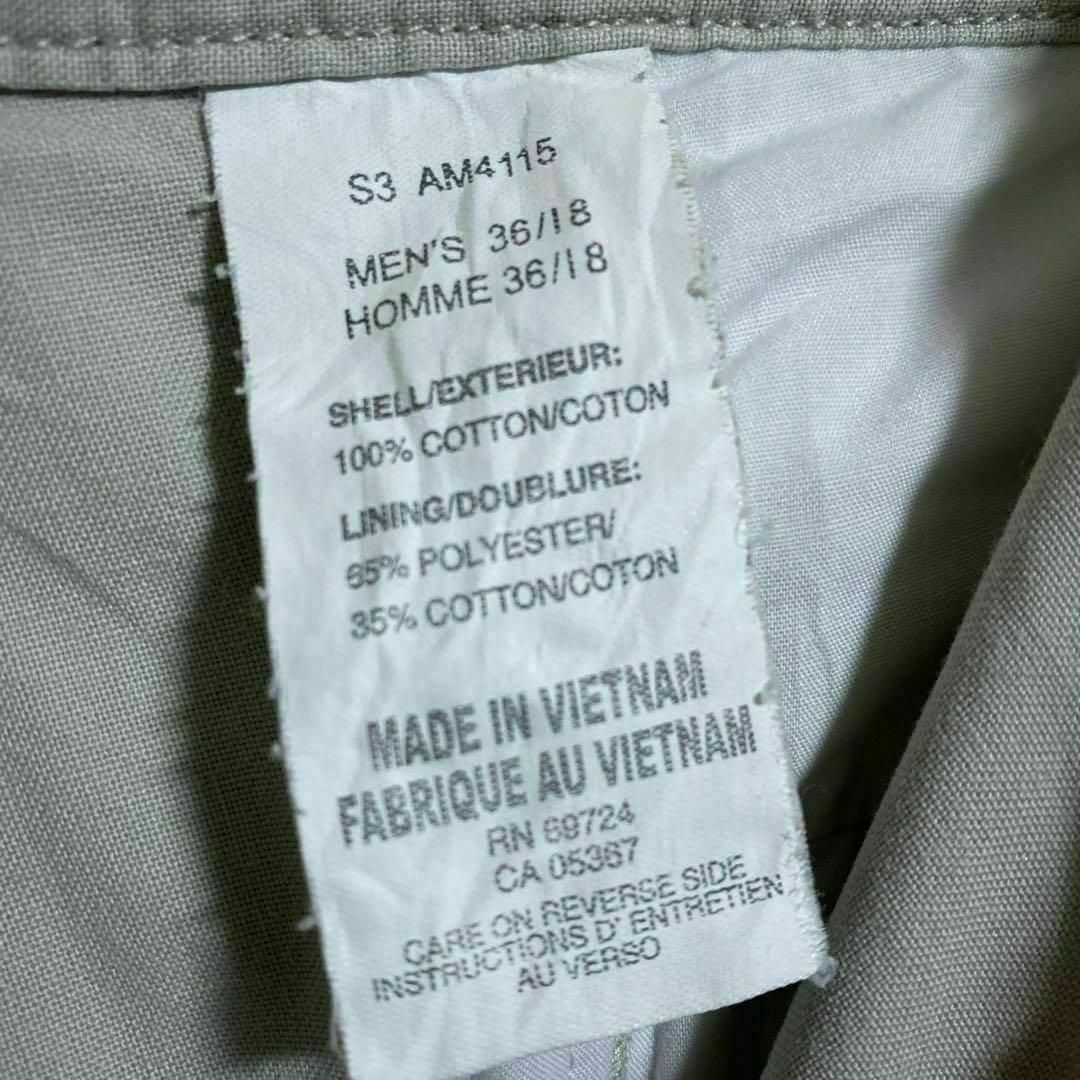 S3 AM4115
MEN'S 36/18
HOMME 36/18
SHELL/EXTERIEUR:
100% COTTON/COTON
LINING/DOUBLURE:
65% POLYESTER/
35% COTTON/COTON
MADE IN VIETNAM
FABRIQUE AU VIETNAM
RN 69724
CA 05367
CARE ON REVERSE SIDE
INSTRUCTIONS D' ENTRETIEN
AU VERSO